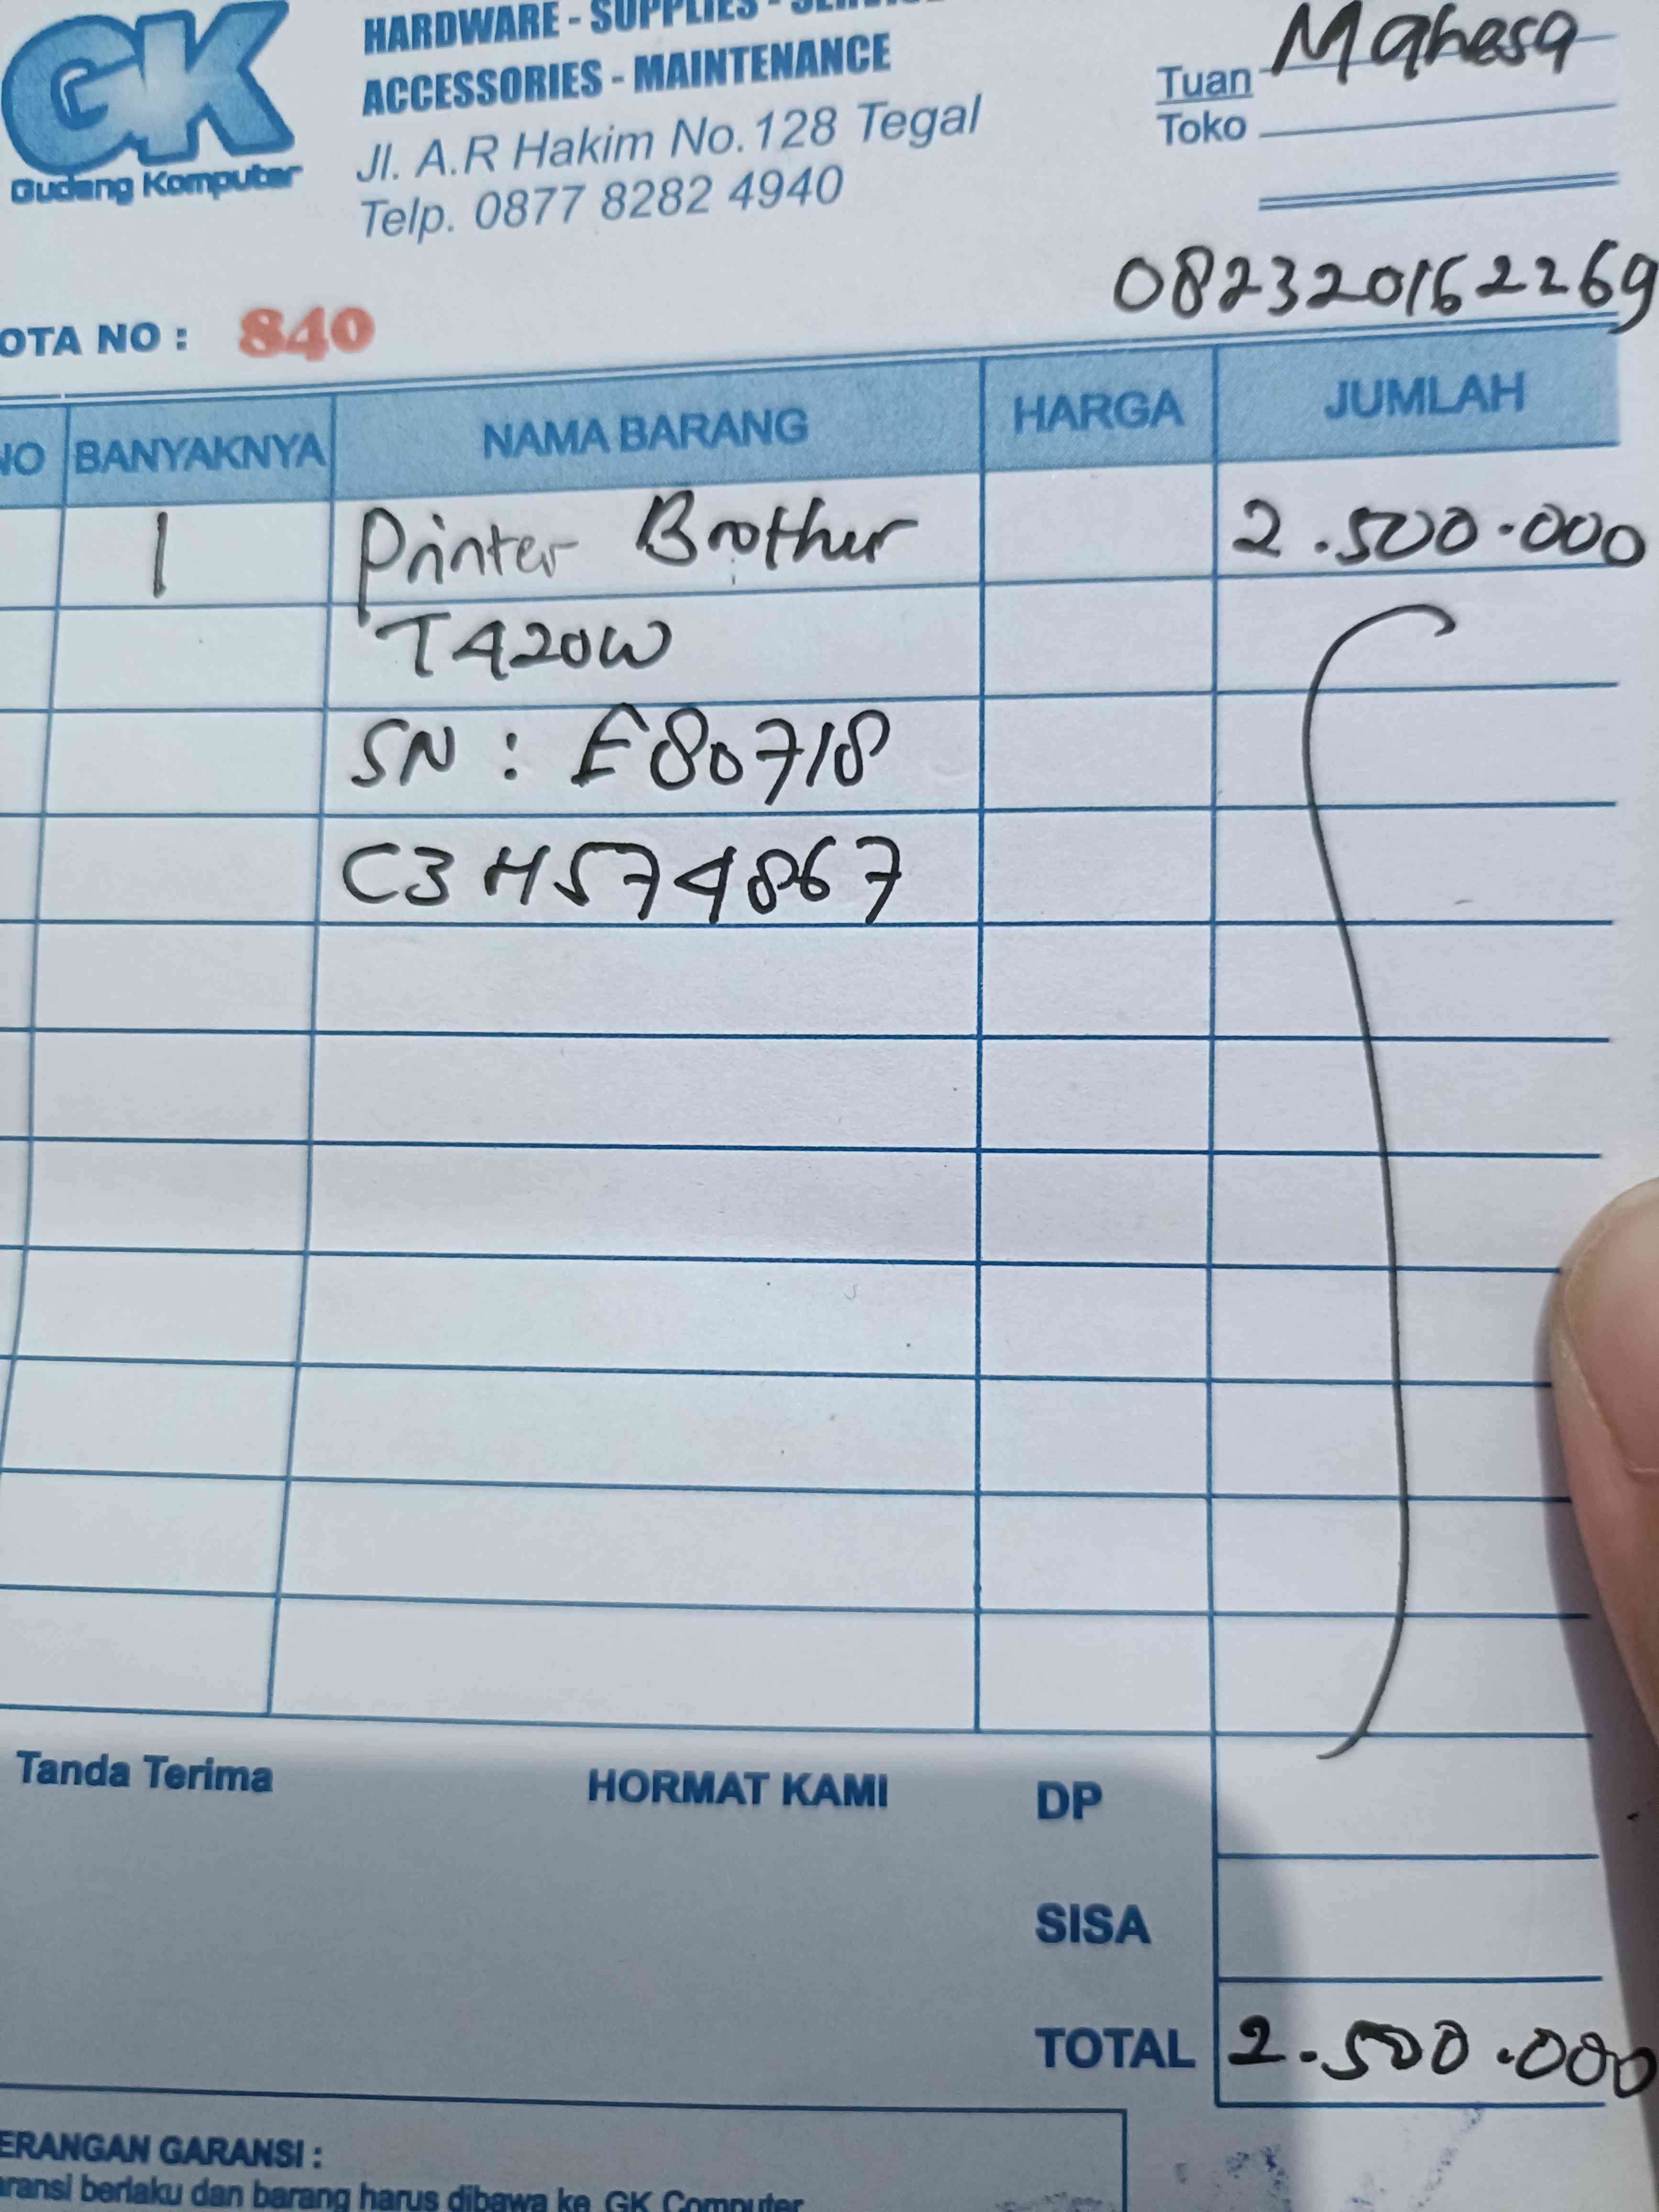 GK
Gudang Komputer
HARDWARE - SUPPLIES - SERVICE
ACCESSORIES - MAINTENANCE
Jl. A.R Hakim No.128 Tegal
Telp. 0877 8282 4940
Tuan Mahesa
Toko
082320162269
OTA NO : 840
NO BANYAKNYA NAMA BARANG HARGA JUMLAH
1 Printer Brother 2.500.000
T420W
SN : E80718
C3H574867
Tanda Terima HORMAT KAMI DP
SISA
TOTAL 2.500.000
ERANGAN GARANSI :
aransi berlaku dan barang harus dibawa ke GK Computer